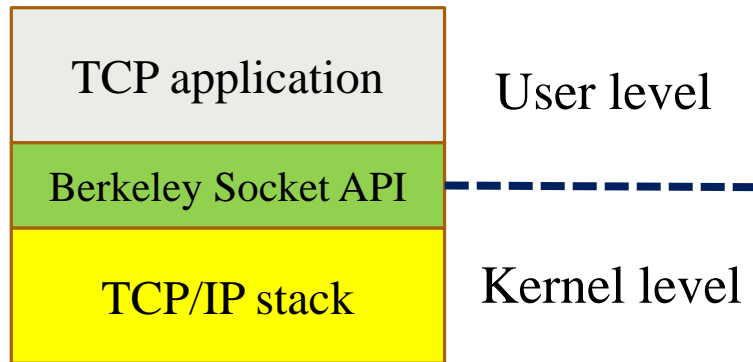 TCP application
User level
Berkeley Socket API
TCP/IP stack
Kernel level